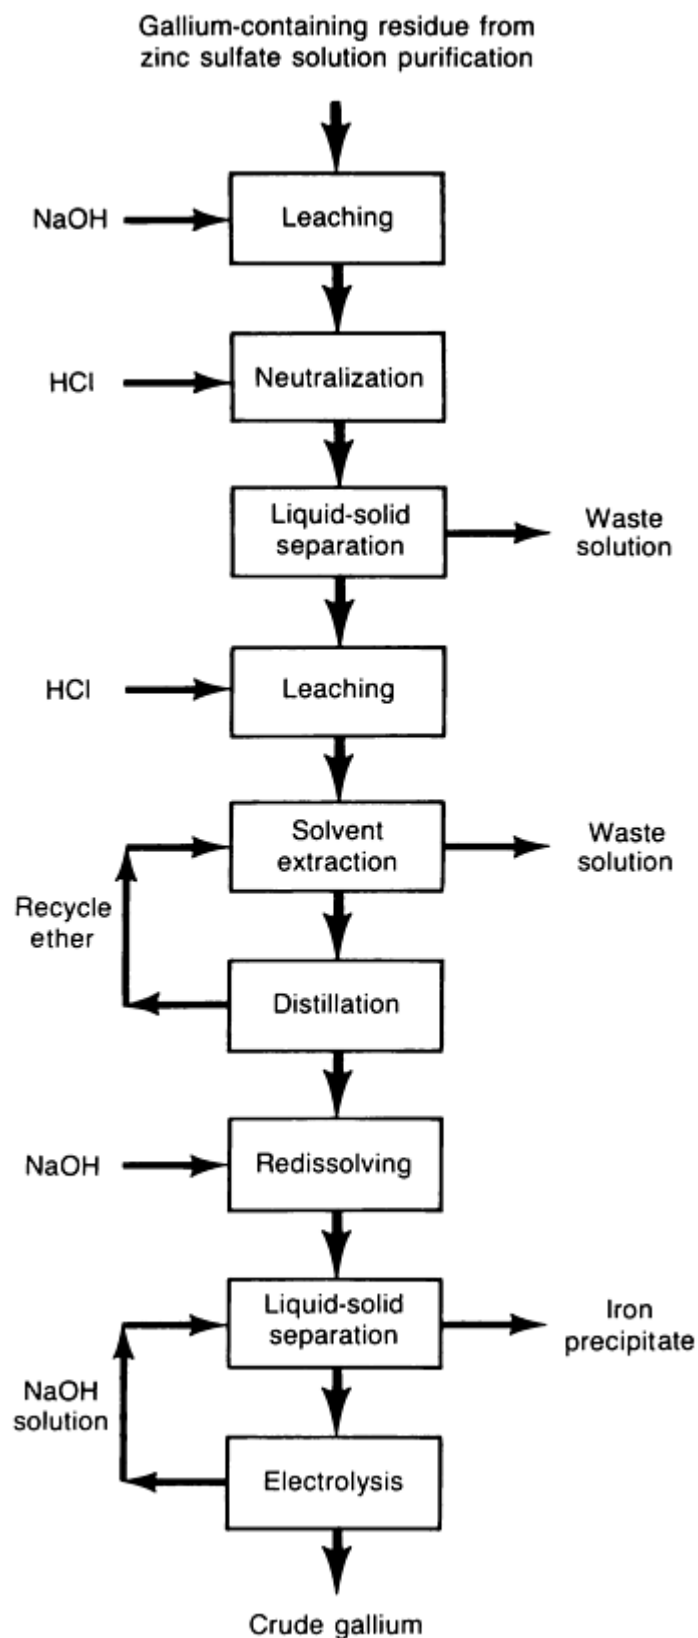 Gallium-containing residue from
zinc sulfate solution purification
NaOH
Leaching
HCl
Neutralization
Liquid-solid
separation
Waste
solution
HCl
Leaching
Solvent
extraction
Waste
solution
Recycle
ether
Distillation
NaOH
Redissolving
Liquid-solid
separation
Iron
precipitate
NaOH
solution
Electrolysis
Crude gallium